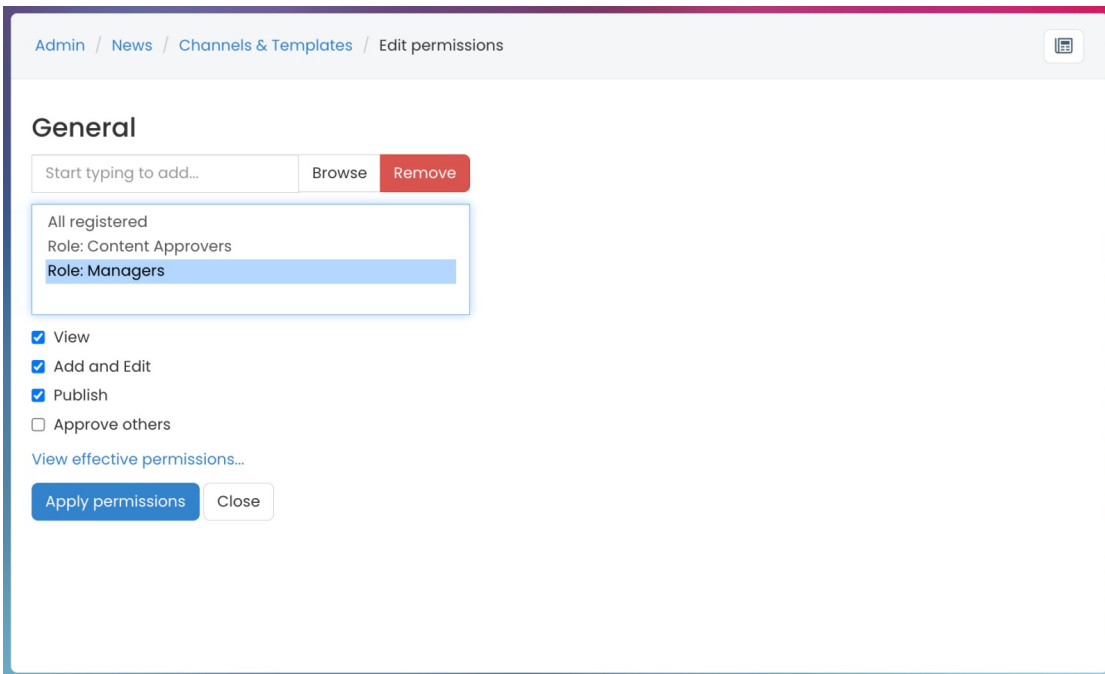 Admin / News / Channels & Templates / Edit permissions
General
Start typing to add... Browse Remove
All registered
Role: Content Approvers
Role: Managers
View
Add and Edit
Publish
Approve others
View effective permissions...
Apply permissions Close